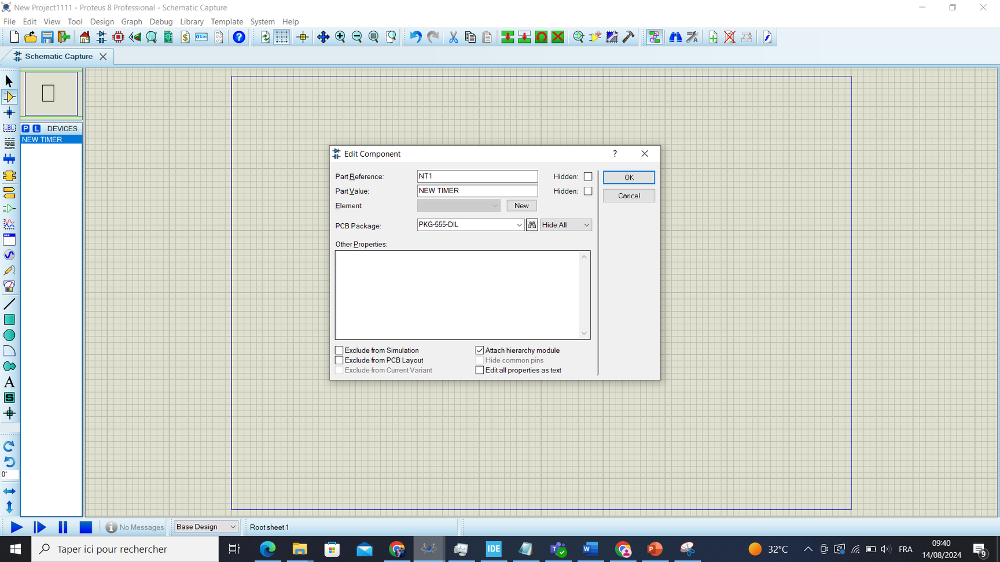 New Project1111 - Proteus 8 Professional - Schematic Capture
File Edit View Tool Design Graph Debug Library Template System Help
Schematic Capture
P L DEVICES
NEW TIMER
LBL
Edit Component
Part Reference: NT1 Hidden:
Part Value: NEW TIMER Hidden:
Element: New
PCB Package: PKG-555-DIL Hide All
Other Properties:
OK
Cancel
Exclude from Simulation Attach hierarchy module
Exclude from PCB Layout Hide common pins
Exclude from Current Variant Edit all properties as text
A
S
0°
No Messages Base Design Root sheet 1
Taper ici pour rechercher
IDE
32°C
FRA
09:40
14/08/2024
9